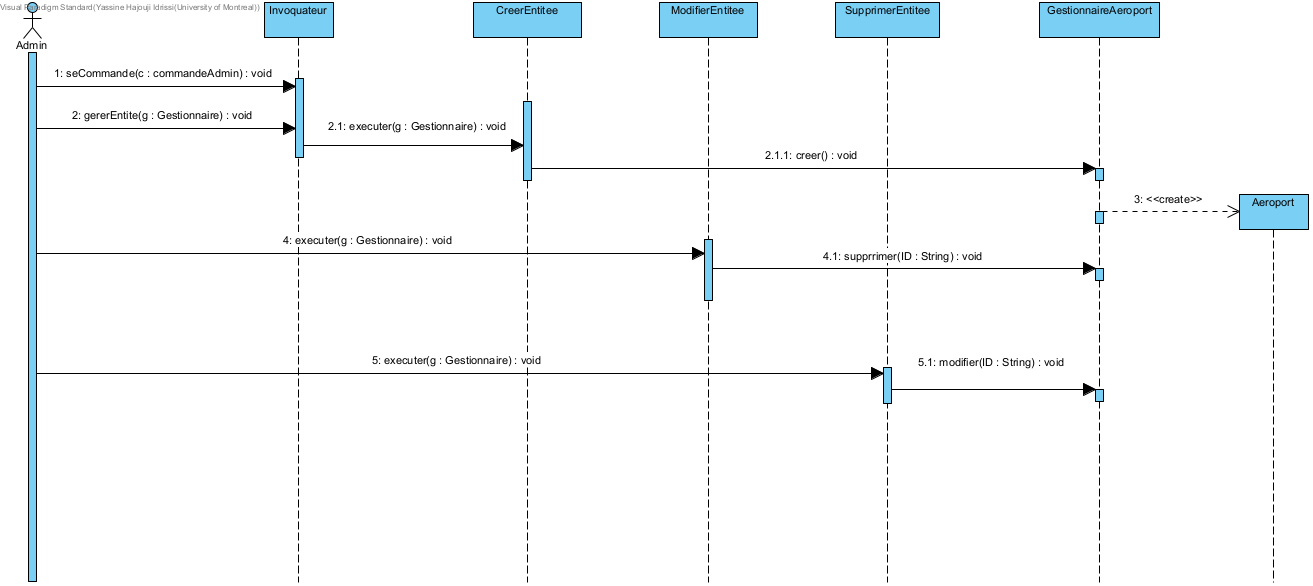 Visual Paradigm Standard(Yassine Hajouji Idrissi(University of Montreal))
Admin
Invoquateur
CreerEntitee
ModifierEntitee
SupprimerEntitee
GestionnaireAeroport
1: seCommande(c : commandeAdmin) : void
2: gererEntite(g : Gestionnaire) : void
2.1: executer(g : Gestionnaire) : void
2.1.1: creer() : void
3: <<create>>
Aeroport
4: executer(g : Gestionnaire) : void
4.1: supprrimer(ID : String) : void
5: executer(g : Gestionnaire) : void
5.1: modifier(ID : String) : void